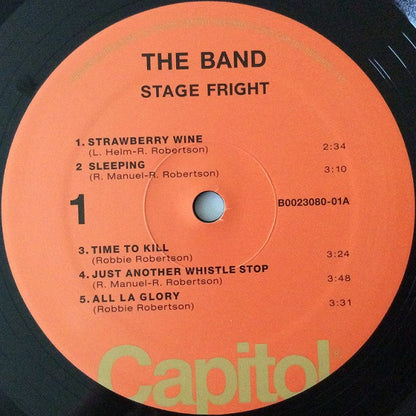 THE BAND
STAGE FRIGHT
1. STRAWBERRY WINE
(L. Helm-R. Robertson) 2:34
2 SLEEPING
(R. Manuel-R. Robertson) 3:10
1 B0023080-01A
3. TIME TO KILL
(Robbie Robertson) 3:24
4. JUST ANOTHER WHISTLE STOP
(R. Manuel-R. Robertson) 3:48
5. ALL LA GLORY
(Robbie Robertson) 3:31
Capitol